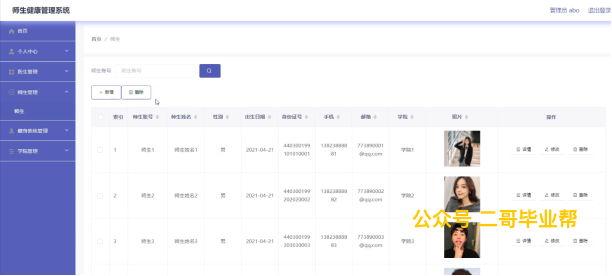 师生健康管理系统
管理员 abo 退出登录
首页
个人中心
师生管理
师生
健康系统管理
学院管理
首页 / 师生
师生账号 师生账号
新增 删除
索引 师生账号 师生姓名 性别 出生日期 身份证号 手机 邮箱 学院 照片 操作
1 师生1 师生姓名1 男 2021-04-21 440300199101010001 13823888881 773890001@qq.com 学院1 详情 修改 删除
2 师生2 师生姓名2 男 2021-04-21 440300199202020002 13823888882 773890002@qq.com 学院2 详情 修改 删除
3 师生3 师生姓名3 男 2021-04-21 440300199303030003 13823888883 773890003@qq.com 学院3 详情 修改 删除
公众号 二哥毕业帮